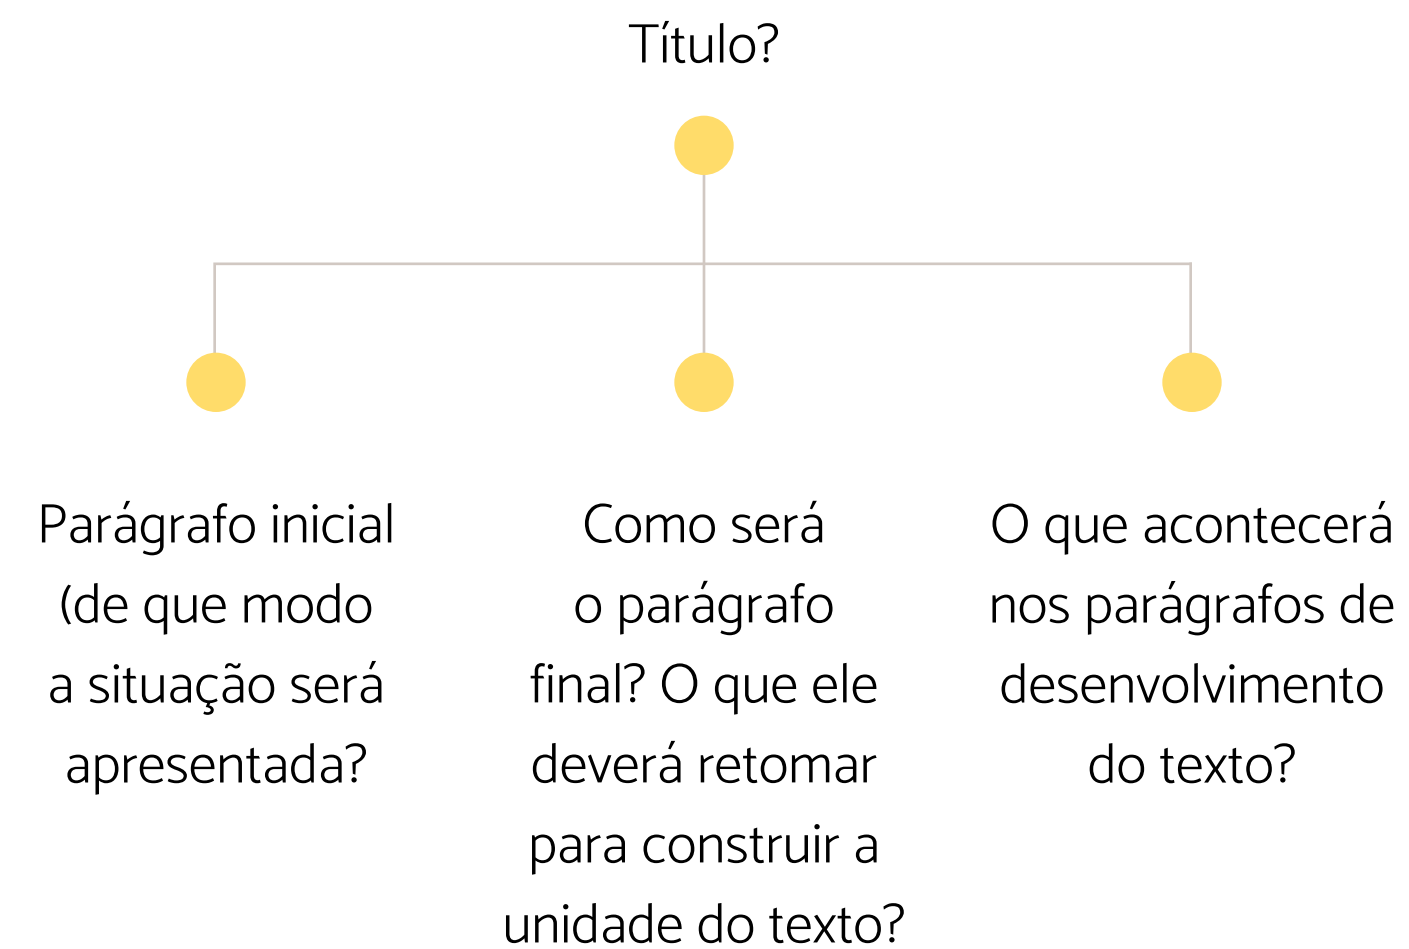 Título?
Parágrafo inicial
(de que modo
a situação será
apresentada?
Como será
o parágrafo
final? O que ele
deverá retomar
para construir a
unidade do texto?
O que acontecerá
nos parágrafos de
desenvolvimento
do texto?